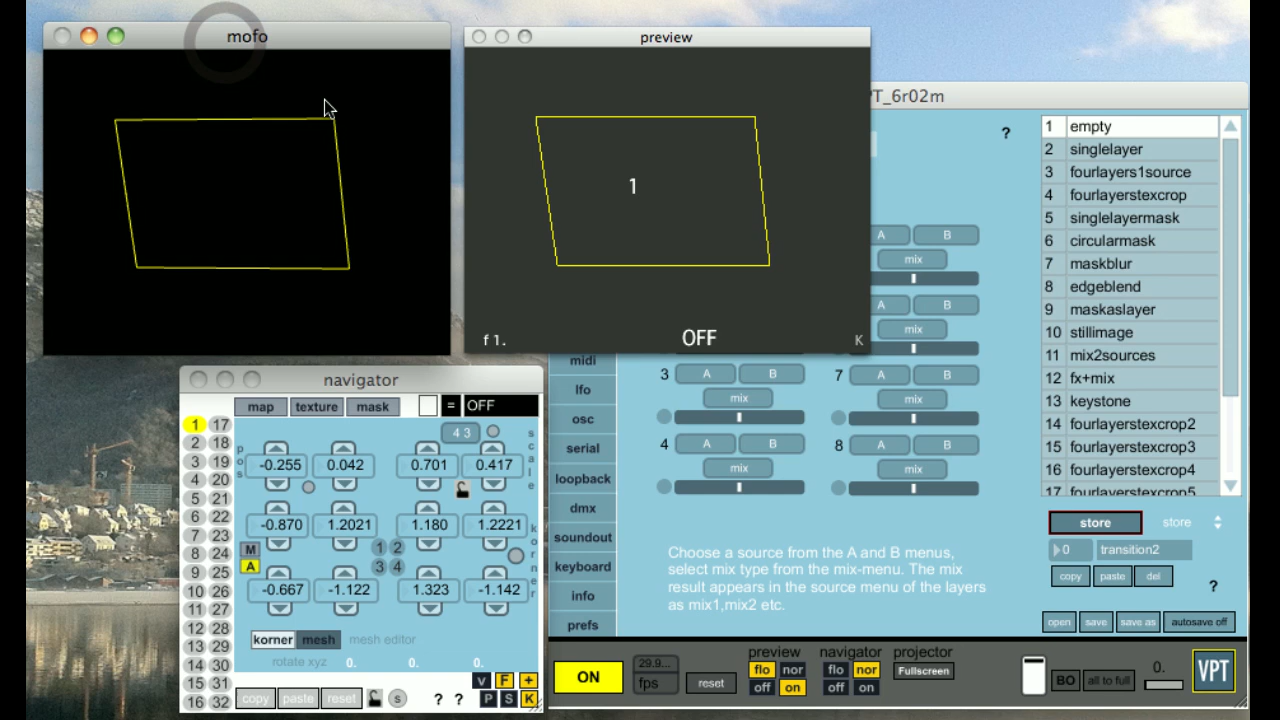 mofo
preview
PT_6r02m
1
f 1.
OFF
K
navigator
map texture mask = OFF
1 17
2 18
3 19
4 20
5 21
6 22
7 23
8 24
9 25
10 26
11 27
12 28
13 29
14 30
15 31
16 32
pos
scale
korner
4 3
-0.255 0.042 0.701 0.417
-0.870 1.2021 1.180 1.2221
M
A
1 2
3 4
-0.667 -1.122 1.323 -1.142
korner mesh mesh editor
rotate xyz 0. 0. 0.
copy paste reset s ? ?
v F +
P S K
midi
lfo
osc
serial
loopback
dmx
soundout
keyboard
info
prefs
?
A B
mix
A B
mix
3 A B 7 A B
mix mix
4 A B 8 A B
mix mix
Choose a source from the A and B menus,
select mix type from the mix-menu. The mix
result appears in the source menu of the layers
as mix1,mix2 etc.
1 empty
2 singlelayer
3 fourlayers1source
4 fourlayerstexcrop
5 singlelayermask
6 circularmask
7 maskblur
8 edgeblend
9 maskaslayer
10 stillimage
11 mix2sources
12 fx+mix
13 keystone
14 fourlayerstexcrop2
15 fourlayerstexcrop3
16 fourlayerstexcrop4
17 fourlayerstexcrop5
store store
0 transition2
copy paste del
?
open save save as autosave off
ON 29.9...
fps
reset
preview navigator projector
flo nor flo nor Fullscreen
off on off on
BO all to full 0. VPT